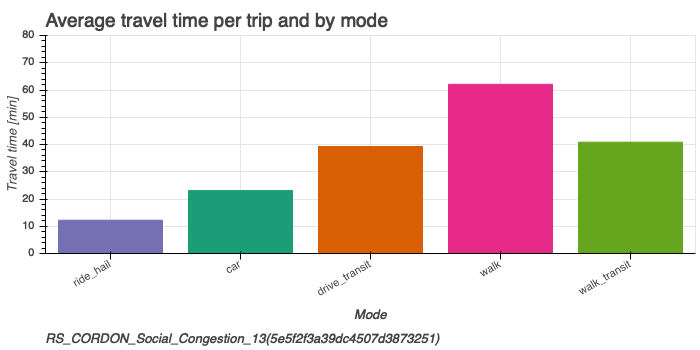 Average travel time per trip and by mode
80
70
60
50
40
30
20
10
0
Travel time [min]
ride_hail
car
drive_transit
walk
walk_transit
Mode
RS_CORDON_Social_Congestion_13(5e5f2f3a39dc4507d3873251)